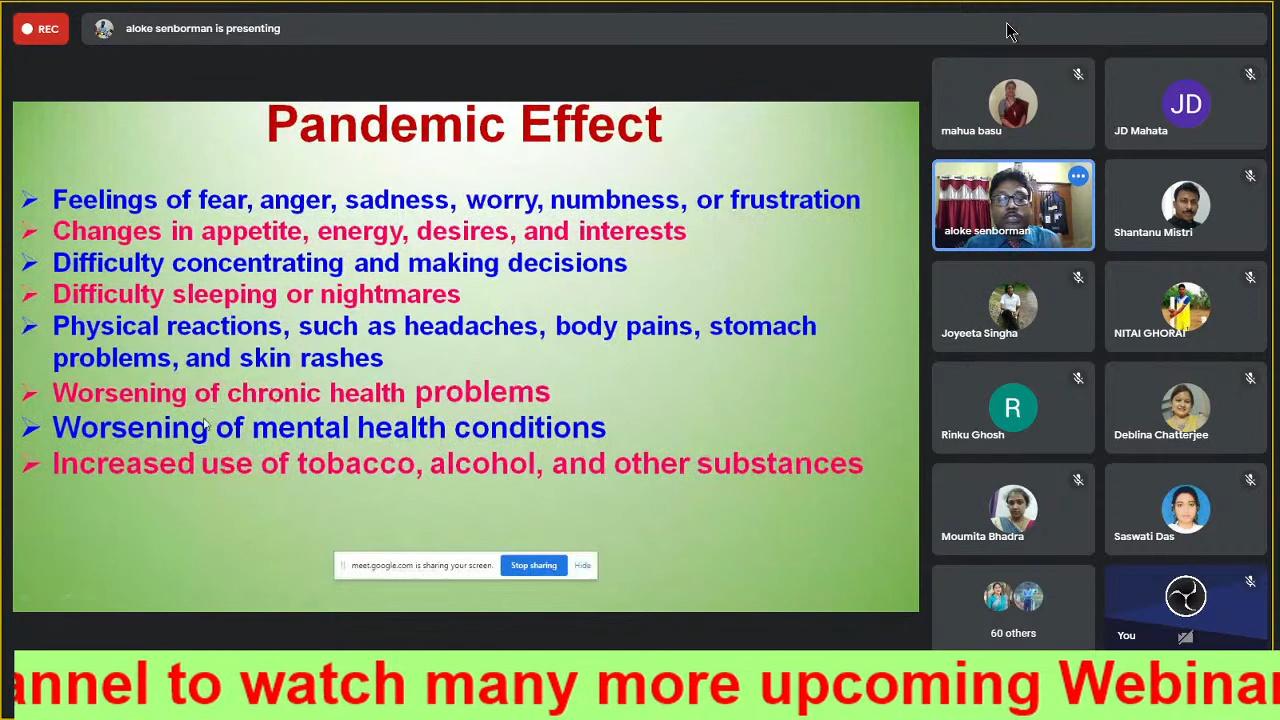 REC
aloke senborman is presenting
Pandemic Effect
Feelings of fear, anger, sadness, worry, numbness, or frustration
Changes in appetite, energy, desires, and interests
Difficulty concentrating and making decisions
Difficulty sleeping or nightmares
Physical reactions, such as headaches, body pains, stomach
problems, and skin rashes
Worsening of chronic health problems
Worsening of mental health conditions
Increased use of tobacco, alcohol, and other substances
meet.google.com is sharing your screen. Stop sharing Hide
mahua basu
JD
JD Mahata
aloke senborman
Shantanu Mistri
Joyeeta Singha
NITAI GHORAI
R
Rinku Ghosh
Deblina Chatterjee
Moumita Bhadra
Saswati Das
60 others
You
annel to watch many more upcoming Webinar